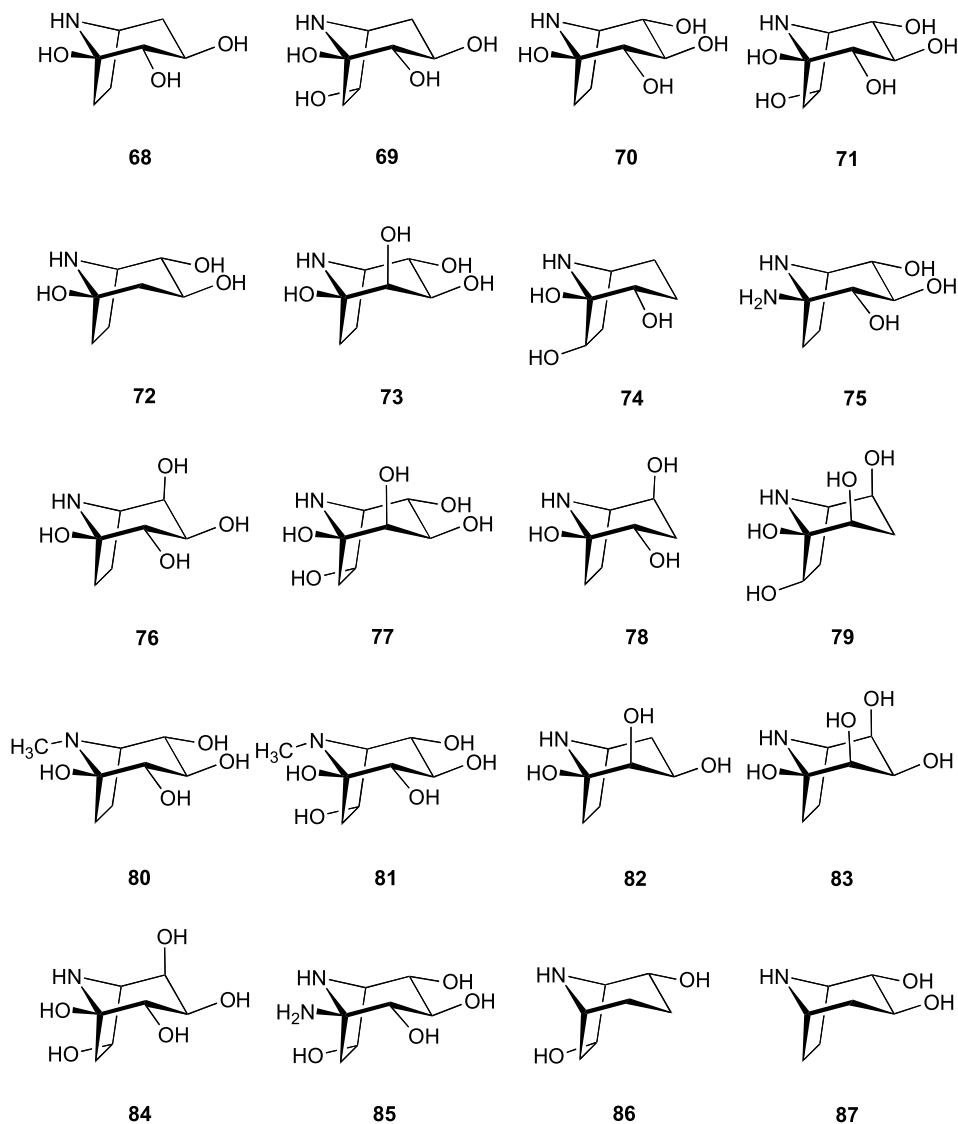 HN HO OH OH
HN HO OH OH HO
HN HO OH OH OH
HN HO OH OH OH HO
68 69 70 71
HN HO OH OH
OH HN HO OH OH
HN HO OH HO
HN H₂N OH OH OH
72 73 74 75
OH HN HO OH OH
OH HN HO OH OH HO
OH HN HO OH
OH HO HN HO HO
76 77 78 79
H₃C N HO OH OH OH
H₃C N HO OH OH OH HO
OH HN HO OH
OH HO HN HO OH
80 81 82 83
OH HN HO OH OH HO
HN H₂N OH OH OH HO
HN OH HO
HN OH OH
84 85 86 87